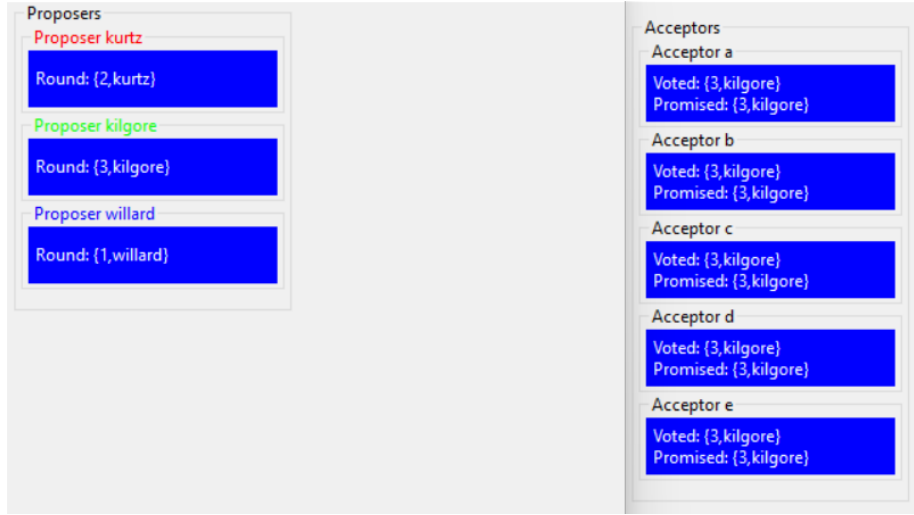 Proposers
Proposer kurtz
Round: {2,kurtz}
Proposer kilgore
Round: {3,kilgore}
Proposer willard
Round: {1,willard}
Acceptors
Acceptor a
Voted: {3,kilgore}
Promised: {3,kilgore}
Acceptor b
Voted: {3,kilgore}
Promised: {3,kilgore}
Acceptor c
Voted: {3,kilgore}
Promised: {3,kilgore}
Acceptor d
Voted: {3,kilgore}
Promised: {3,kilgore}
Acceptor e
Voted: {3,kilgore}
Promised: {3,kilgore}